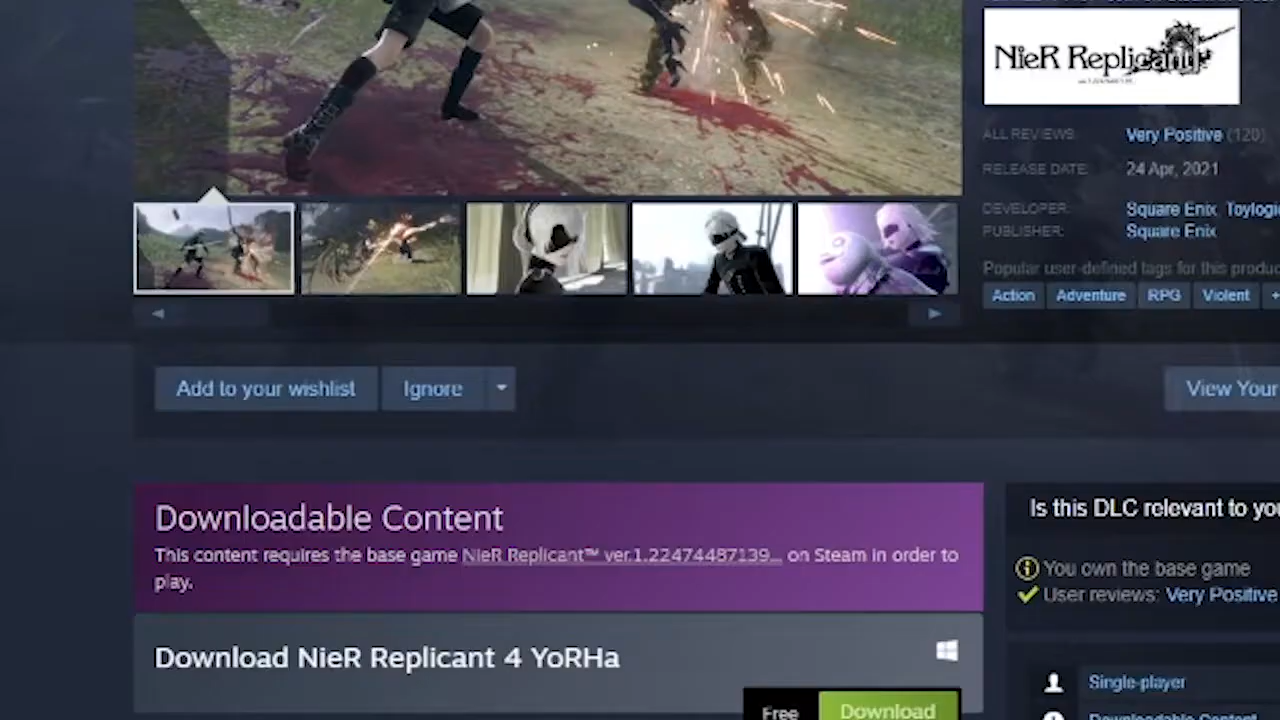 NieR Replicant
ALL REVIEWS: Very Positive (120)
RELEASE DATE: 24 Apr, 2021
DEVELOPER: Square Enix Toylogic
PUBLISHER: Square Enix
Popular user-defined tags for this produc
Action Adventure RPG Violent +
Add to your wishlist Ignore View Your
Downloadable Content
This content requires the base game NieR Replicant™ ver.1.22474487139... on Steam in order to
play.
Is this DLC relevant to you
You own the base game
User reviews: Very Positive
Download NieR Replicant 4 YoRHa
Free Download
Single-player
Downloadable Content